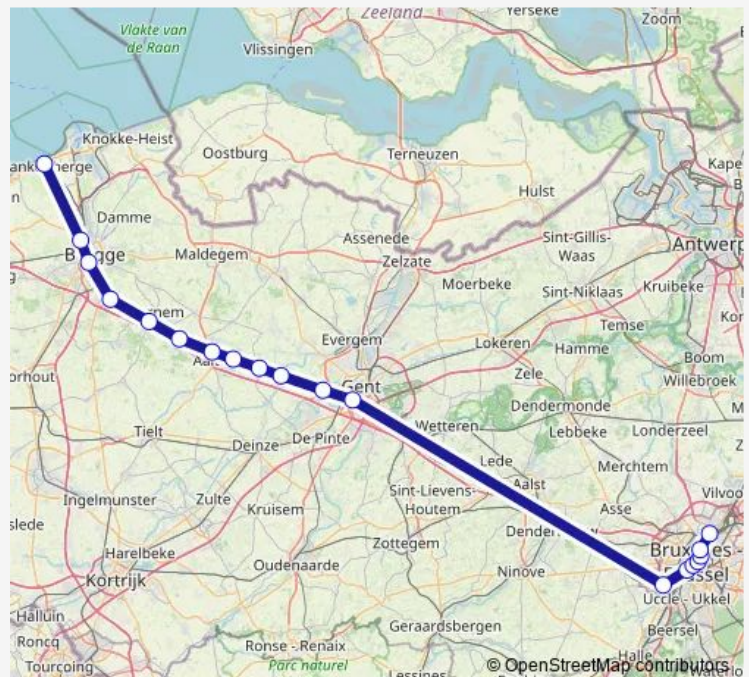 Zeeland
Yerseke
Zoom
Vlakte van
de Raan
Vlissingen
Knokke-Heist
Oostburg
Terneuzen
Kape
Hulst
Damme
Assenede
Sint-Gillis-
Waas
Antwerp
Maldegem
Zelzate
Moerbeke
Kruibeke
Sint-Niklaas
Temse
Evergem
Lokeren
Hamme
Boom
Zele
Willebroek
Gent
Dendermonde
Tielt
Deinze
De Pinte
Wetteren
Lebbeke
Londerzeel
Lede
Merchtem
Sint-Lievens-
Houtem
Aalst
Vilvoo
Ingelmunster
Zulte
Kruisem
Asse
Zottegem
Ninove
Harelbeke
Kortrijk
Oudenaarde
Uccle - Ukkel
Geraardsbergen
Beersel
Halluin
Roncq
Ronse - Renaix
Halle
Tourcoing
Parc naturel
Lessines
© OpenStreetMap contributors